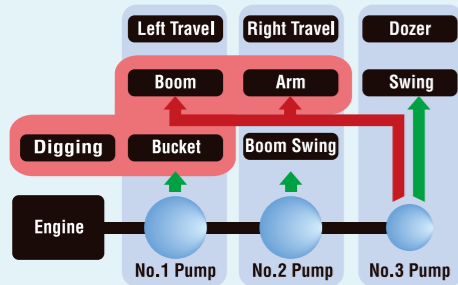 Left Travel
Right Travel
Dozer
Boom
Arm
Swing
Digging
Bucket
Boom Swing
Engine
No.1 Pump
No.2 Pump
No.3 Pump